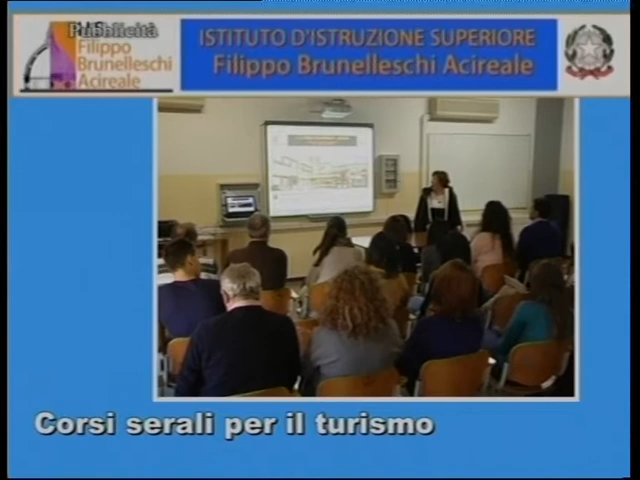 Pubblicità
Filippo
Brunelleschi
Acireale
ISTITUTO D'ISTRUZIONE SUPERIORE
Filippo Brunelleschi Acireale
Corsi serali per il turismo